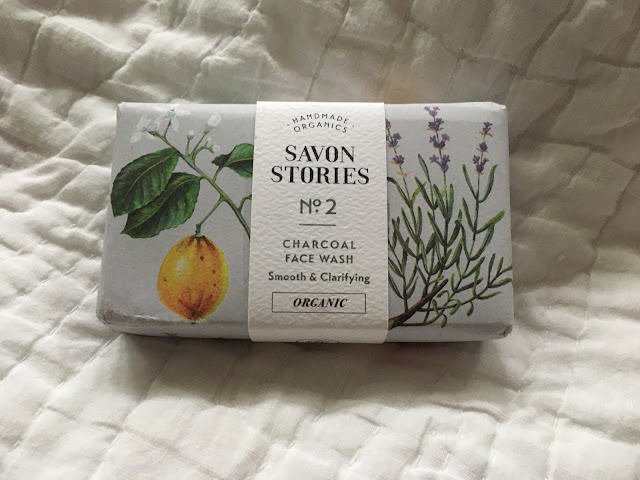 · HANDMADE ·
ORGANICS
SAVON
STORIES
Nº2
CHARCOAL
FACE WASH
Smooth & Clarifying
ORGANIC